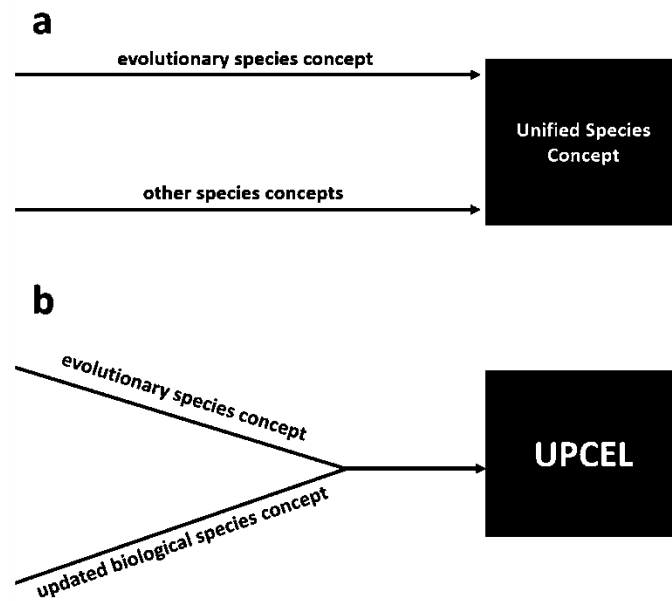 a
evolutionary species concept
Unified Species
Concept
other species concepts
b
evolutionary species concept
UPCEL
updated biological species concept